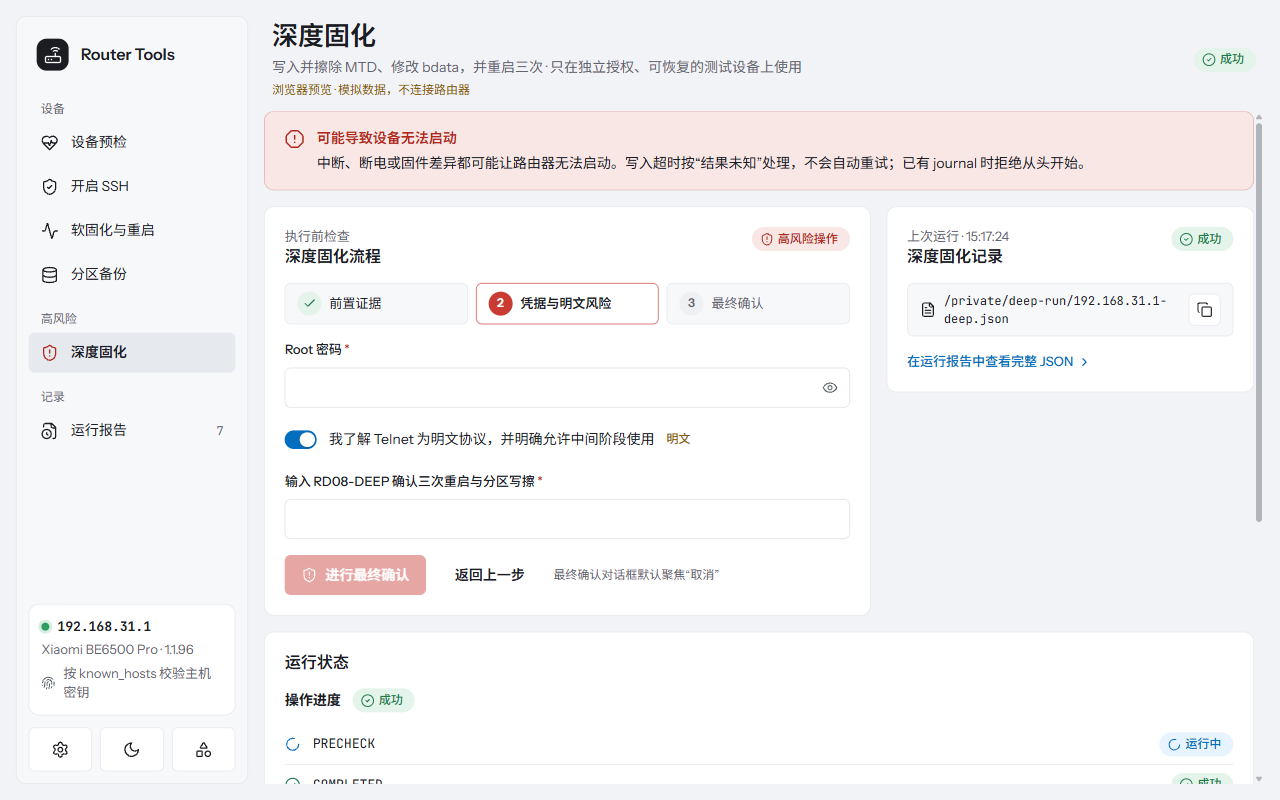 Router Tools
设备
设备预检
开启 SSH
软固化与重启
分区备份
高风险
深度固化
记录
运行报告
7
192.168.31.1
Xiaomi BE6500 Pro · 1.1.96
按 known_hosts 校验主机
密钥
深度固化
写入并擦除 MTD、修改 bdata，并重启三次 · 只在独立授权、可恢复的测试设备上使用
浏览器预览 · 模拟数据，不连接路由器
成功
可能导致设备无法启动
中断、断电或固件差异都可能让路由器无法启动。写入超时按“结果未知”处理，不会自动重试；已有 journal 时拒绝从头开始。
执行前检查
深度固化流程
高风险操作
前置证据
2 凭据与明文风险
3 最终确认
Root 密码 *
我了解 Telnet 为明文协议，并明确允许中间阶段使用 明文
输入 RD08-DEEP 确认三次重启与分区写擦 *
进行最终确认
返回上一步
最终确认对话框默认聚焦“取消”
上次运行 · 15:17:24
深度固化记录
成功
/private/deep-run/192.168.31.1-
deep.json
在运行报告中查看完整 JSON
运行状态
操作进度 成功
PRECHECK
运行中
COMPLETED
成功